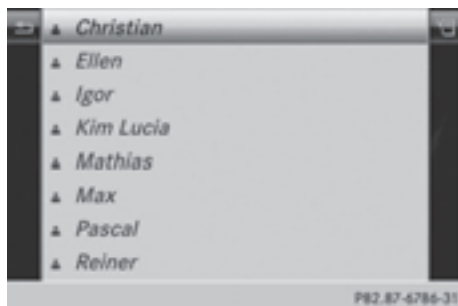 Christian
Ellen
Igor
Kim Lucia
Mathias
Max
Pascal
Reiner
P82.87-6786-31